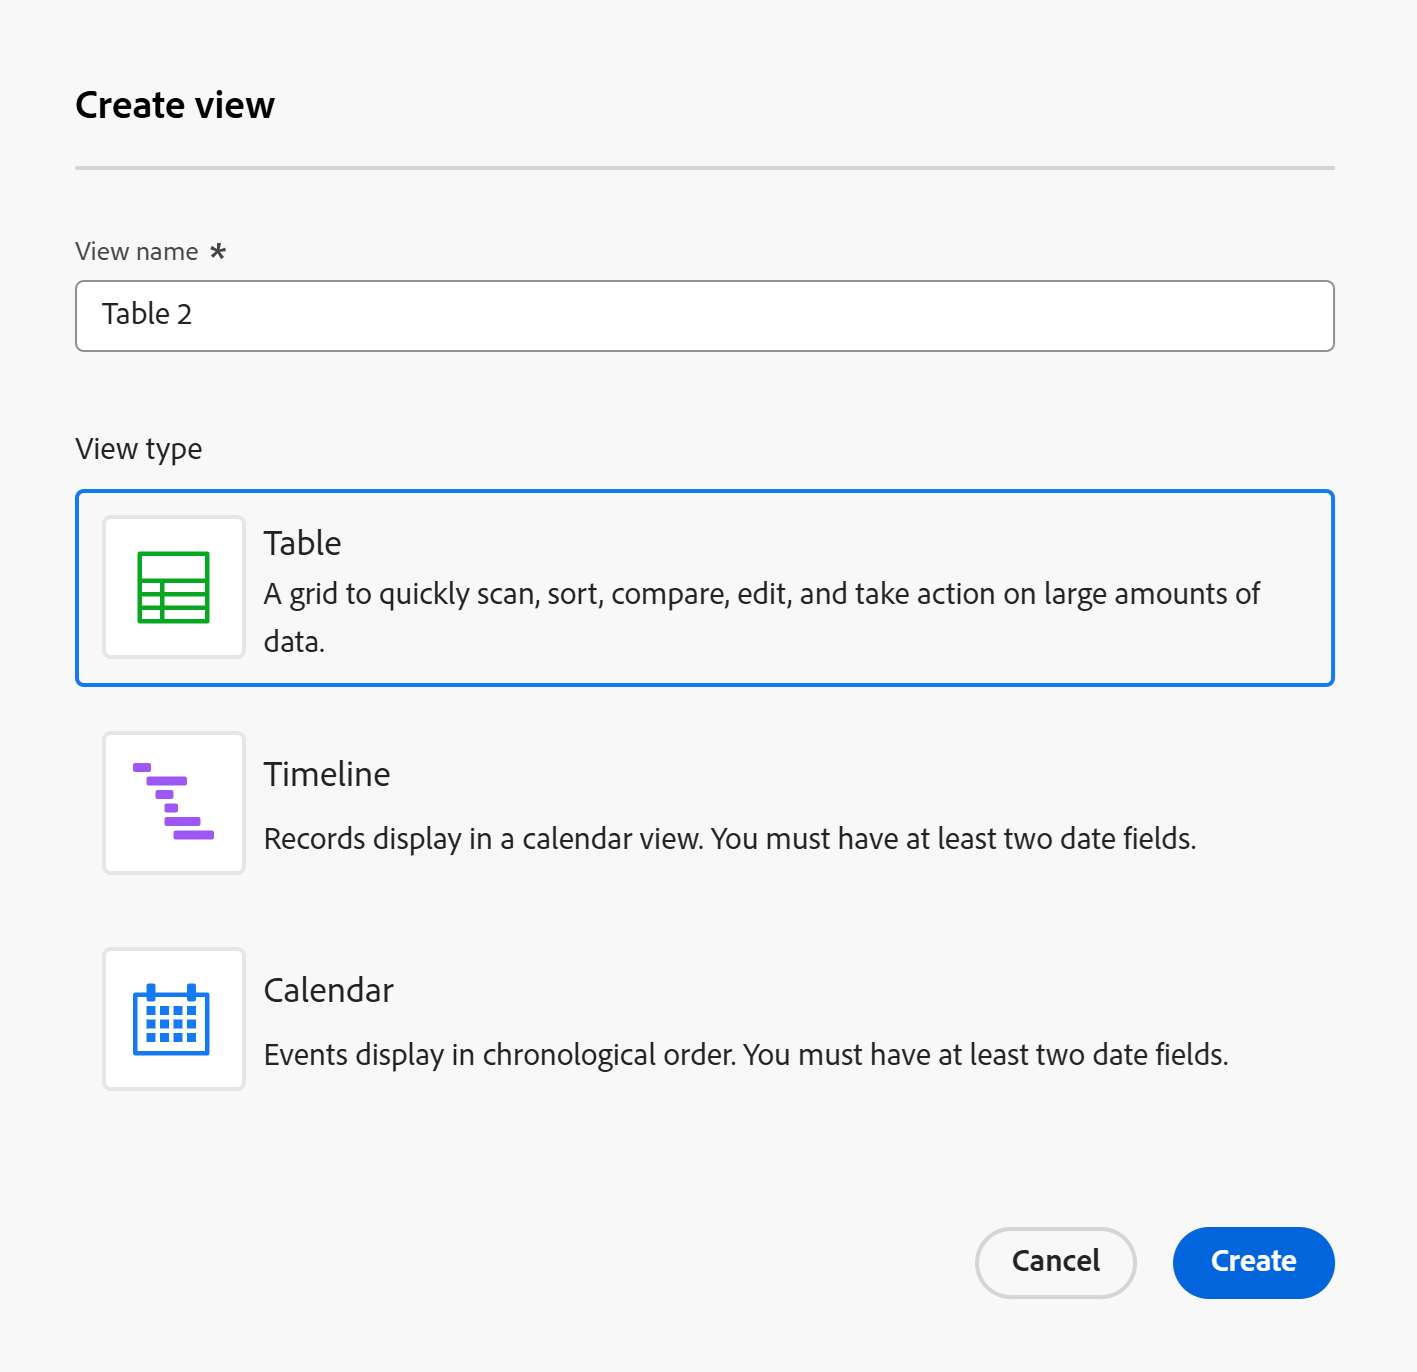 Create view
View name *
Table 2
View type
Table
A grid to quickly scan, sort, compare, edit, and take action on large amounts of
data.
Timeline
Records display in a calendar view. You must have at least two date fields.
Calendar
Events display in chronological order. You must have at least two date fields.
Cancel
Create